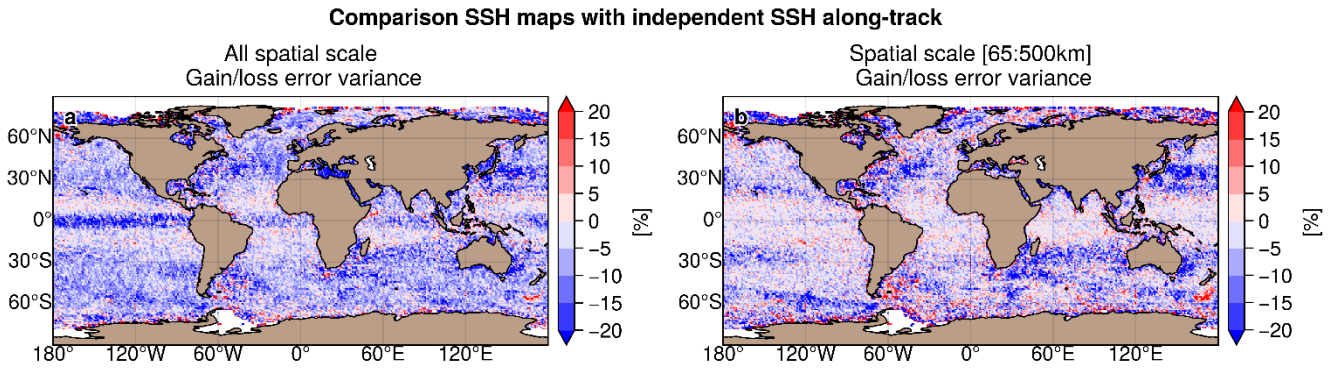 Comparison SSH maps with independent SSH along-track
All spatial scale
Gain/loss error variance
a
60°N
30°N
0°
30°S
60°S
180°
120°W
60°W
0°
60°E
120°E
20
15
10
5
0
−5
−10
−15
−20
[%]
Spatial scale [65:500km]
Gain/loss error variance
b
60°N
30°N
0°
30°S
60°S
180°
120°W
60°W
0°
60°E
120°E
20
15
10
5
0
−5
−10
−15
−20
[%]